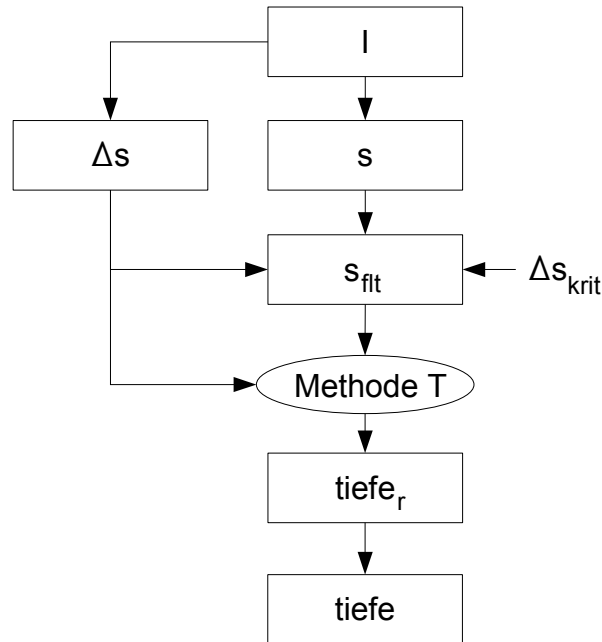 I
Δs
s
s_flt
Δs_krit
Methode T
tiefe_r
tiefe